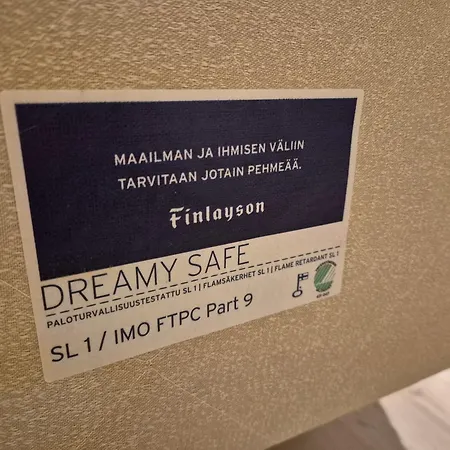 MAAILMAN JA IHMISEN VÄLIIN
TARVITAAN JOTAIN PEHMEÄÄ.
Finlayson
DREAMY SAFE
PALOTURVALLISUUSTESTATTU SL 1 | FLAMSÄKERHET SL 1 | FLAME RETARDANT SL 1
SL 1 / IMO FTPC Part 9